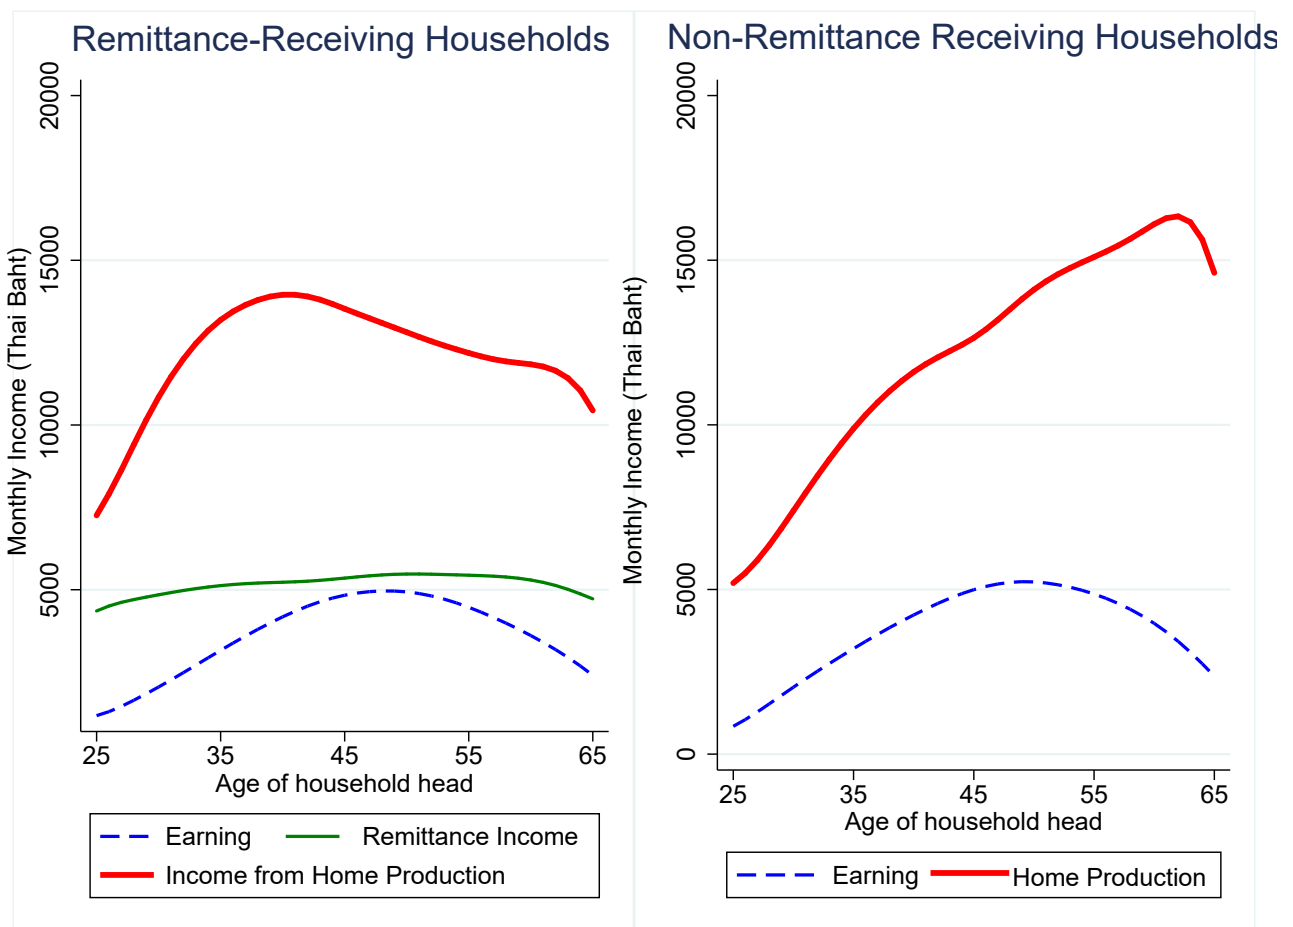 Remittance-Receiving Households
Monthly Income (Thai Baht)
20000
15000
10000
5000
25 35 45 55 65
Age of household head
Earning Remittance Income
Income from Home Production
Non-Remittance Receiving Households
Monthly Income (Thai Baht)
20000
15000
10000
5000
0
25 35 45 55 65
Age of household head
Earning Home Production